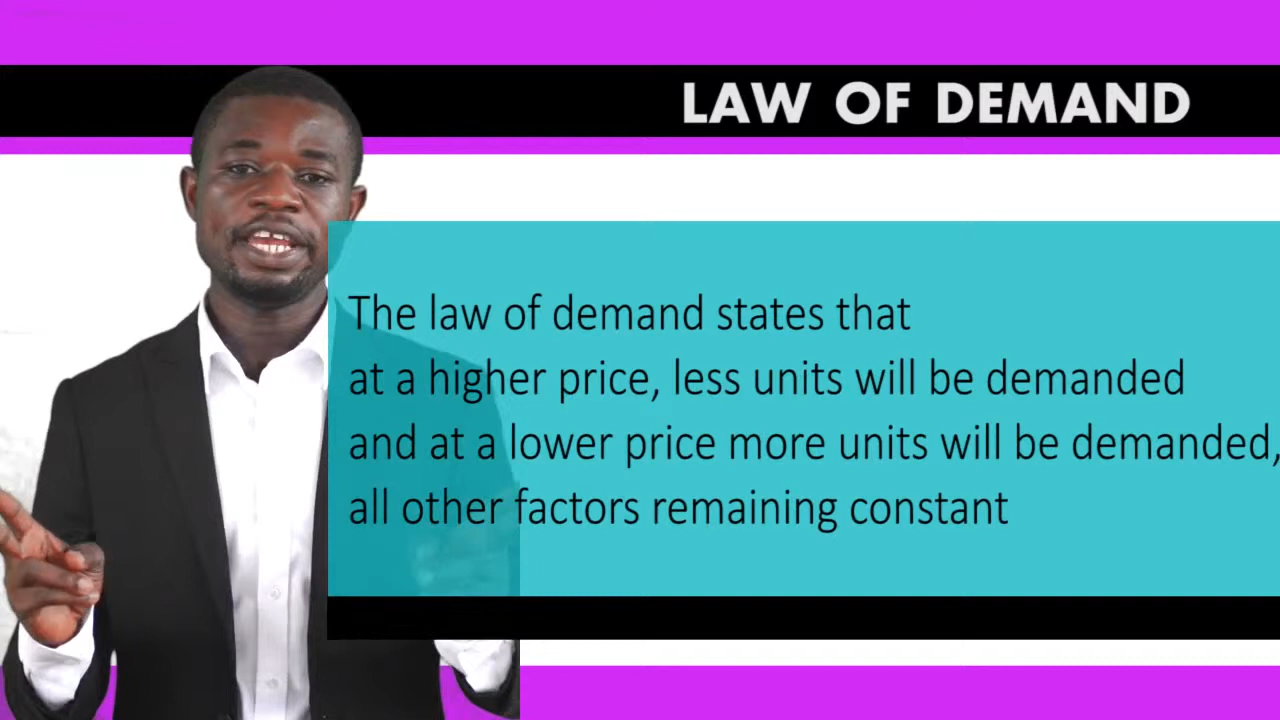 LAW OF DEMAND
The law of demand states that
at a higher price, less units will be demanded
and at a lower price more units will be demanded,
all other factors remaining constant